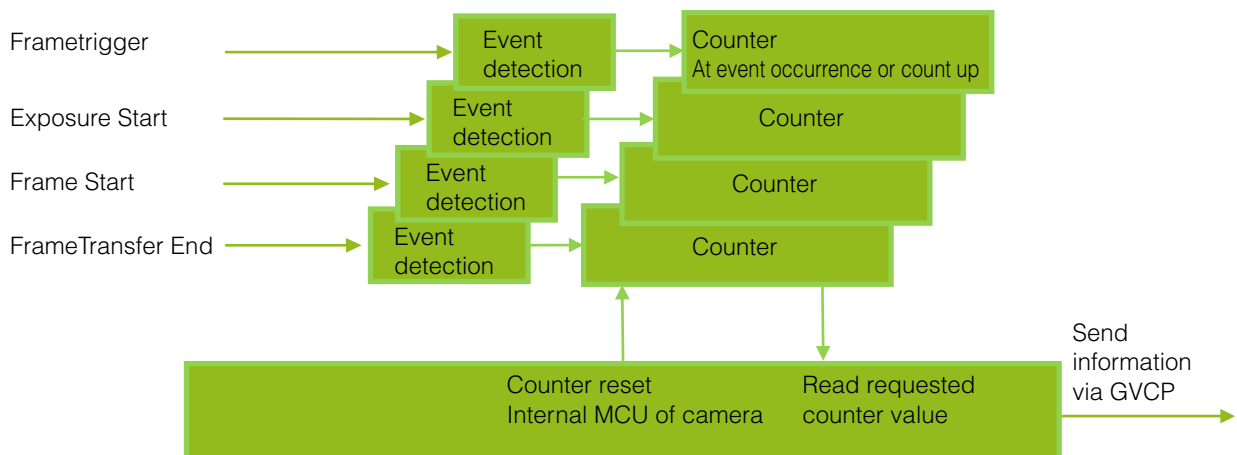 Frametrigger
Event
detection
Counter
At event occurrence or count up
Exposure Start
Event
detection
Counter
Frame Start
Event
detection
Counter
FrameTransfer End
Event
detection
Counter
Counter reset
Internal MCU of camera
Read requested
counter value
Send
information
via GVCP